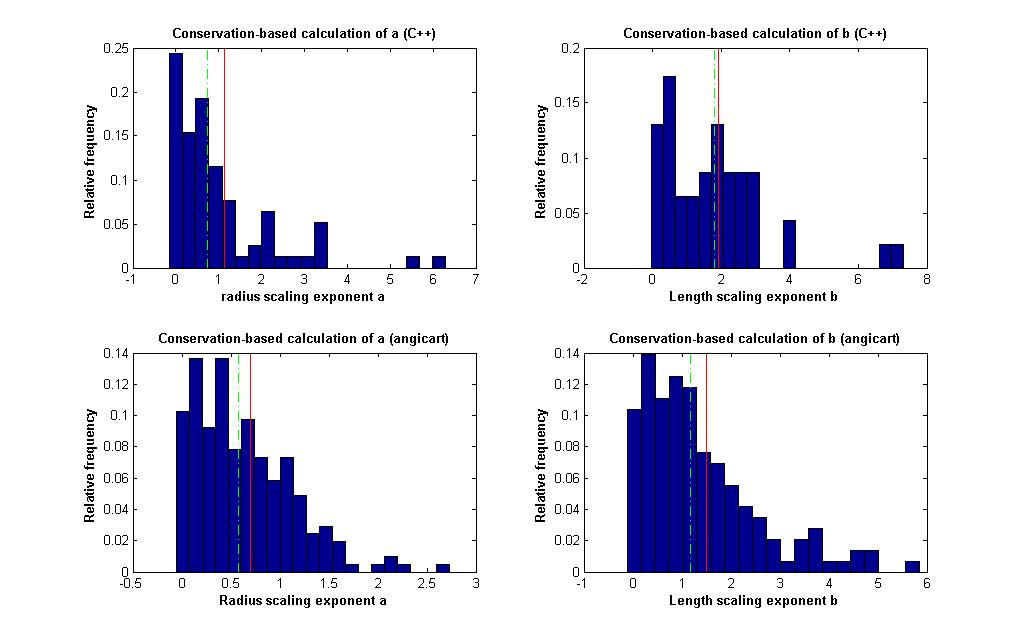 Conservation-based calculation of a (C++)
0.25
0.2
0.15
0.1
0.05
0
Relative frequency
-1 0 1 2 3 4 5 6 7
radius scaling exponent a
Conservation-based calculation of b (C++)
0.2
0.15
0.1
0.05
0
Relative frequency
-2 0 2 4 6 8
Length scaling exponent b
Conservation-based calculation of a (angicart)
0.14
0.12
0.1
0.08
0.06
0.04
0.02
0
Relative frequency
-0.5 0 0.5 1 1.5 2 2.5 3
Radius scaling exponent a
Conservation-based calculation of b (angicart)
0.14
0.12
0.1
0.08
0.06
0.04
0.02
0
Relative frequency
-1 0 1 2 3 4 5 6
Length scaling exponent b